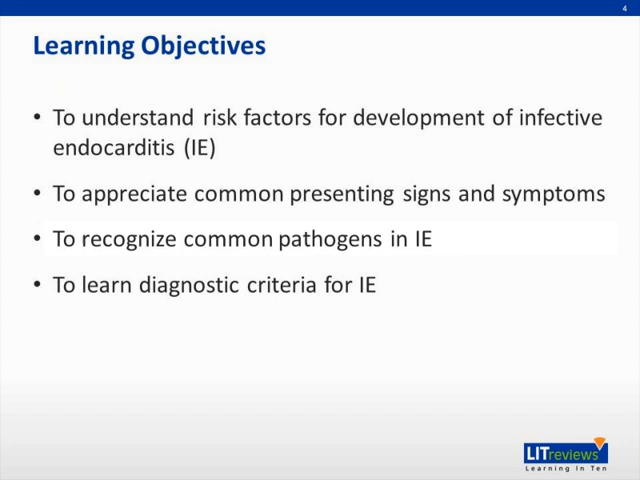 4
Learning Objectives
• To understand risk factors for development of infective
endocarditis (IE)
• To appreciate common presenting signs and symptoms
• To recognize common pathogens in IE
• To learn diagnostic criteria for IE
LITreviews
Learning In Ten